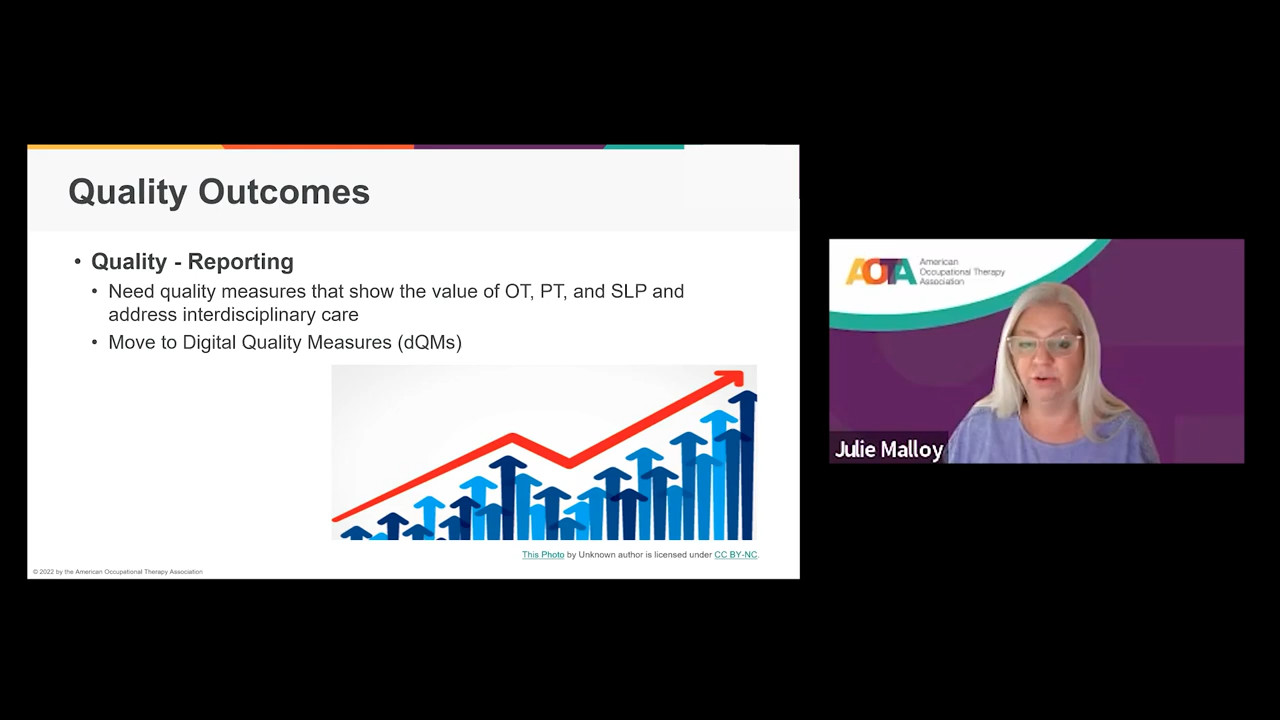 Quality Outcomes
• Quality - Reporting
• Need quality measures that show the value of OT, PT, and SLP and
address interdisciplinary care
• Move to Digital Quality Measures (dQMs)
This Photo by Unknown author is licensed under CC BY-NC.
© 2022 by the American Occupational Therapy Association
AOTA
American
Occupational Therapy
Association
Julie Malloy